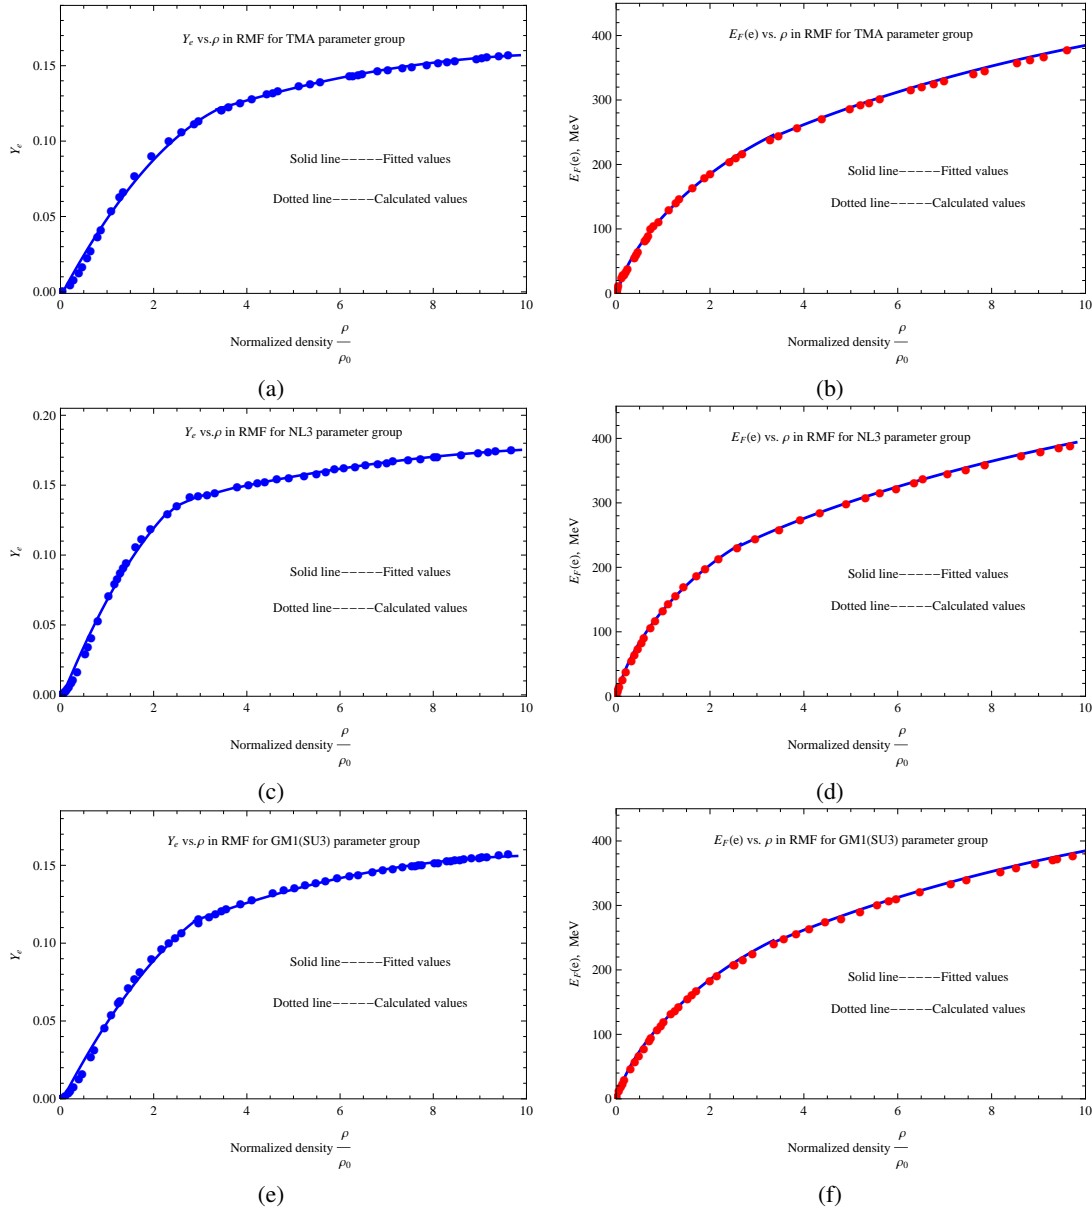 Y_e vs.ρ in RMF for TMA parameter group
Y_e
0.15
0.10
0.05
0.00
Solid line−−−−−Fitted values
Dotted line−−−−−Calculated values
0 2 4 6 8 10
Normalized density ρ/ρ_0
(a)
E_F(e) vs. ρ in RMF for TMA parameter group
E_F(e), MeV
400
300
200
100
0
Solid line−−−−−Fitted values
Dotted line−−−−−Calculated values
0 2 4 6 8 10
Normalized density ρ/ρ_0
(b)
Y_e vs.ρ in RMF for NL3 parameter group
Y_e
0.20
0.15
0.10
0.05
0.00
Solid line−−−−−Fitted values
Dotted line−−−−−Calculated values
0 2 4 6 8 10
Normalized density ρ/ρ_0
(c)
E_F(e) vs. ρ in RMF for NL3 parameter group
E_F(e), MeV
400
300
200
100
0
Solid line−−−−−Fitted values
Dotted line−−−−−Calculated values
0 2 4 6 8 10
Normalized density ρ/ρ_0
(d)
Y_e vs.ρ in RMF for GM1(SU3) parameter group
Y_e
0.15
0.10
0.05
0.00
Solid line−−−−−Fitted values
Dotted line−−−−−Calculated values
0 2 4 6 8 10
Normalized density ρ/ρ_0
(e)
E_F(e) vs. ρ in RMF for GM1(SU3) parameter group
E_F(e), MeV
400
300
200
100
0
Solid line−−−−−Fitted values
Dotted line−−−−−Calculated values
0 2 4 6 8 10
Normalized density ρ/ρ_0
(f)